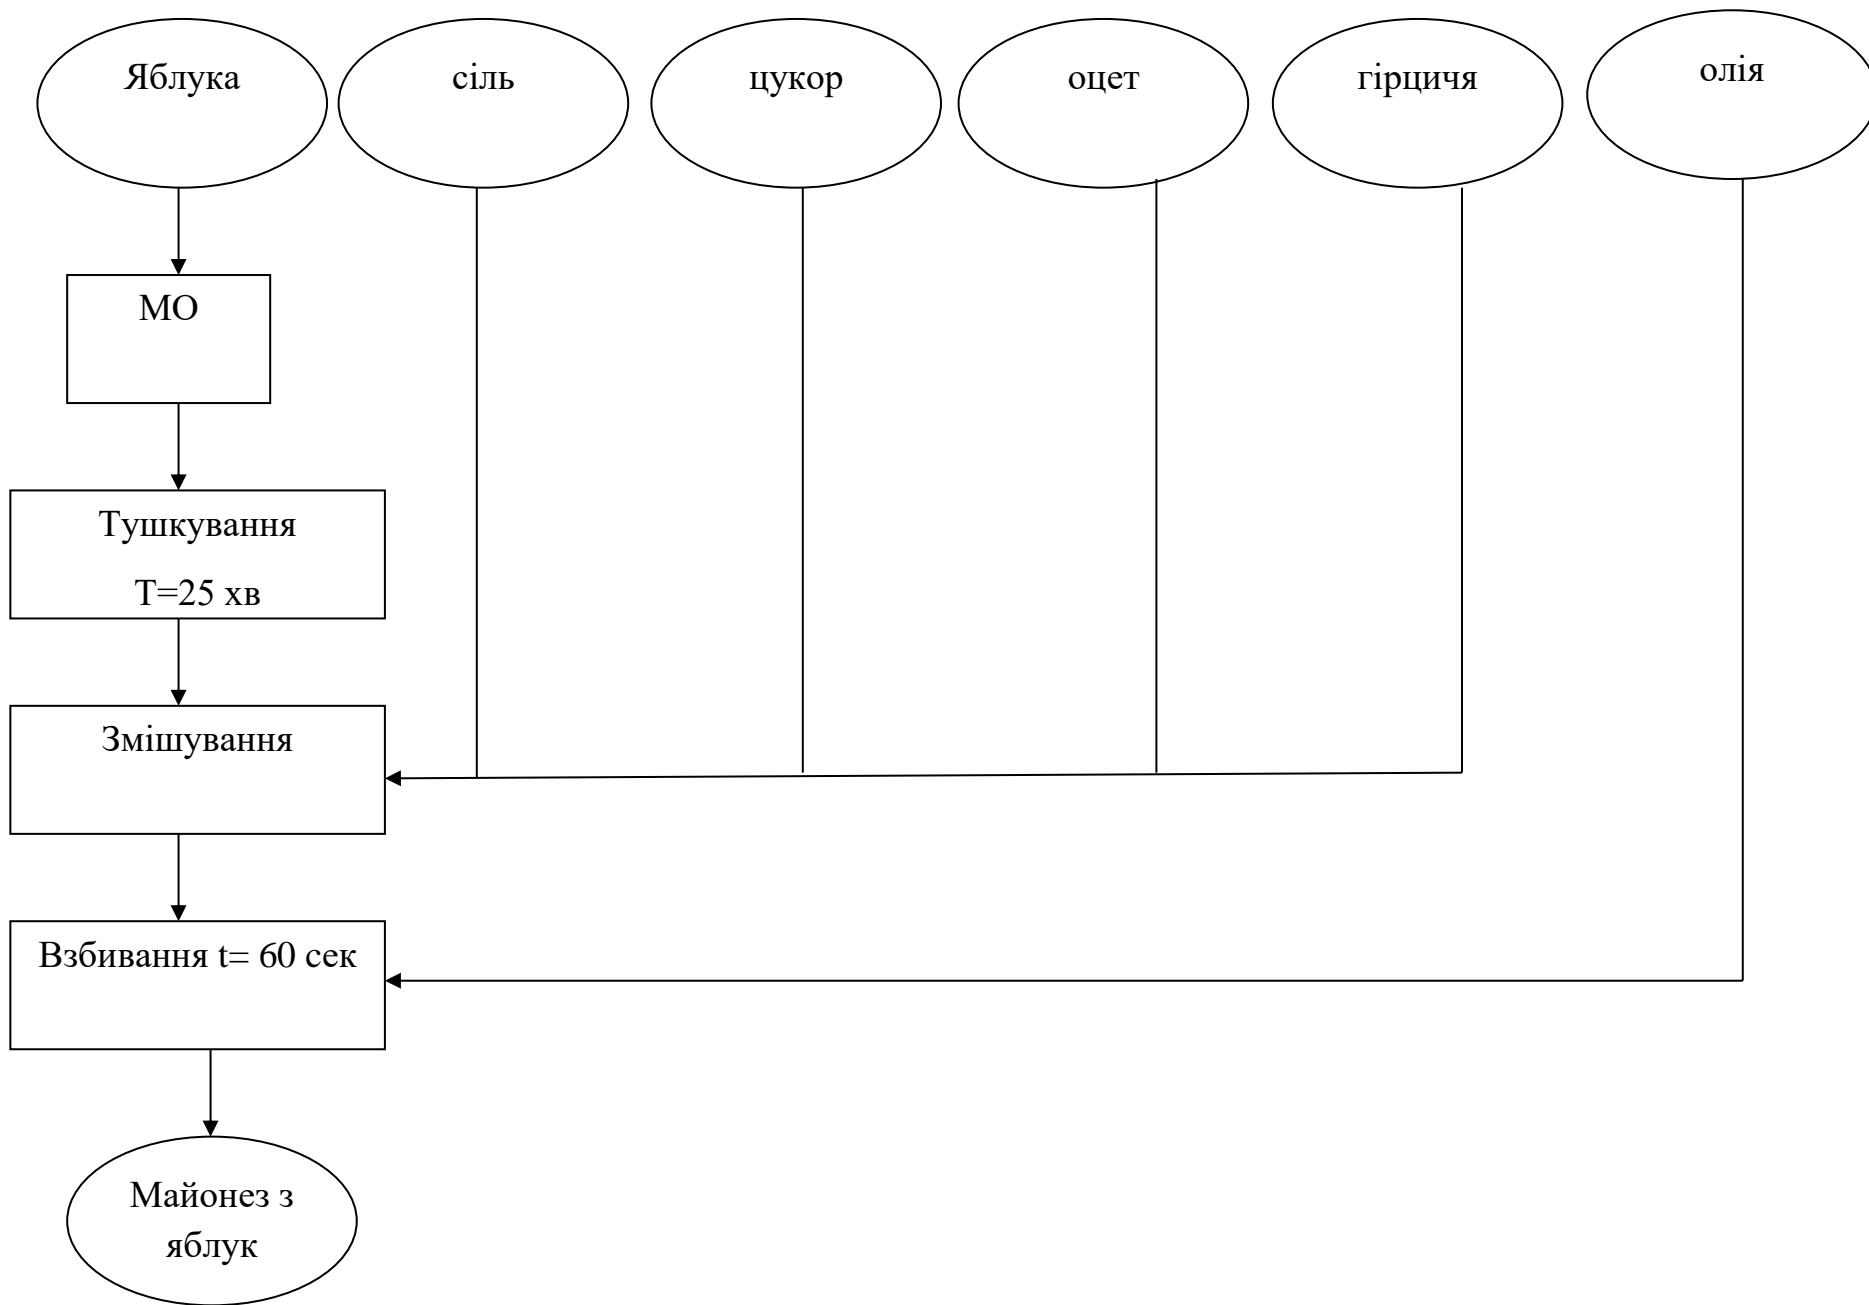 Яблука
сіль
цукор
оцет
гірцичя
олія
МО
Тушкування
Т=25 хв
Змішування
Взбивання t= 60 сек
Майонез з
яблук